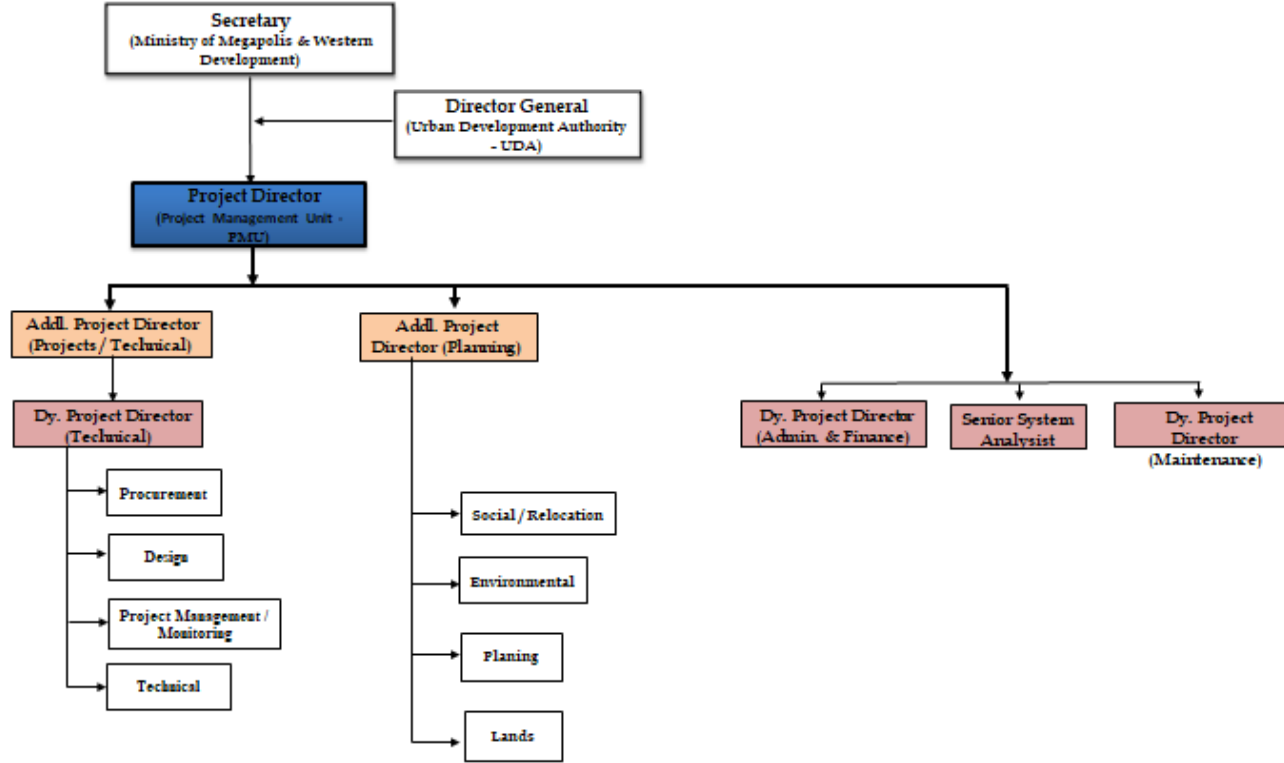 Secretary
(Ministry of Megapolis & Western
Development)
Director General
(Urban Development Authority
- UDA)
Project Director
(Project Management Unit -
PMU)
Addl. Project Director
(Projects / Technical)
Addl. Project
Director (Planning)
Dy. Project Director
(Technical)
Dy. Project Director
(Admin. & Finance)
Senior System
Analysist
Dy. Project
Director
(Maintenance)
Procurement
Design
Project Management /
Monitoring
Technical
Social / Relocation
Environmental
Planing
Lands